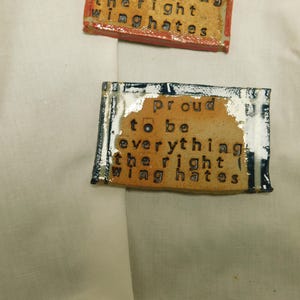 the right
wing hates
proud
to be
everything
the right
wing hates